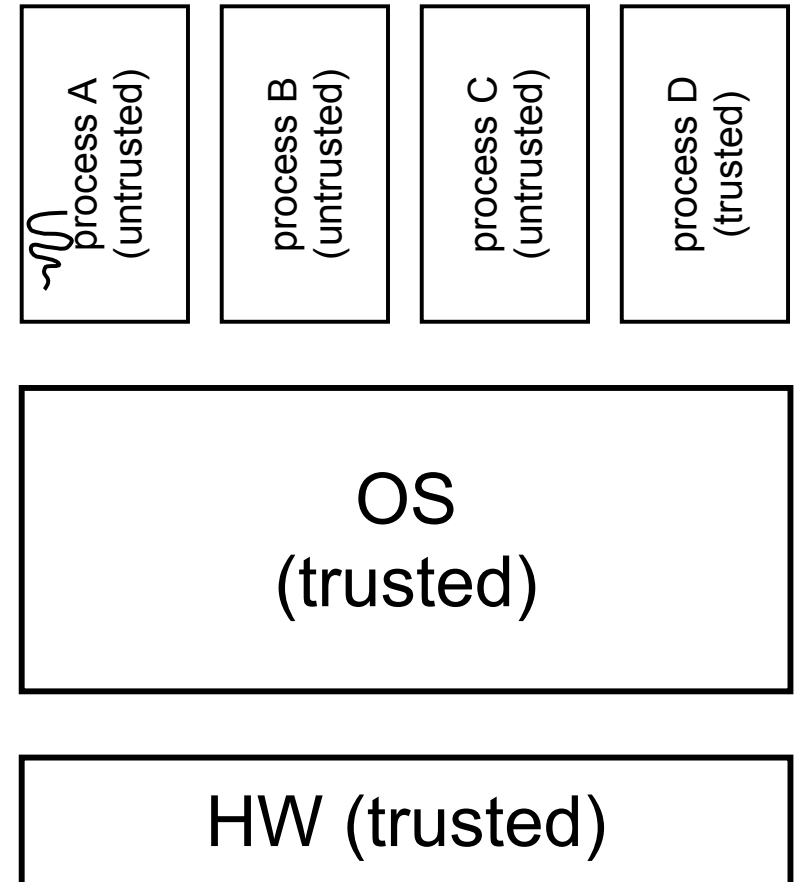 process A
(untrusted)
process B
(untrusted)
process C
(untrusted)
process D
(trusted)
OS
(trusted)
HW (trusted)